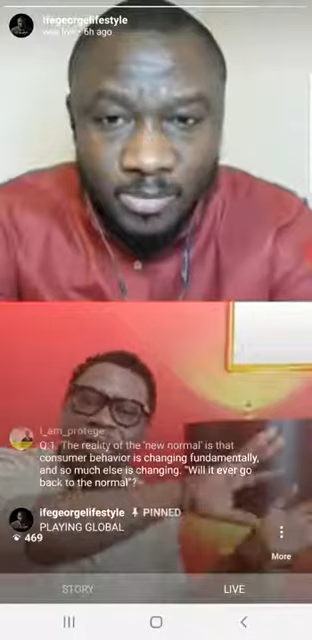 ifegeorgelifestyle
was live · 6h ago
i_am_protege
Q.1. 'The reality of the 'new normal' is that
consumer behavior is changing fundamentally,
and so much else is changing. "Will it ever go
back to the normal"?
ifegeorgelifestyle PINNED
PLAYING GLOBAL
469
More
STORY
LIVE